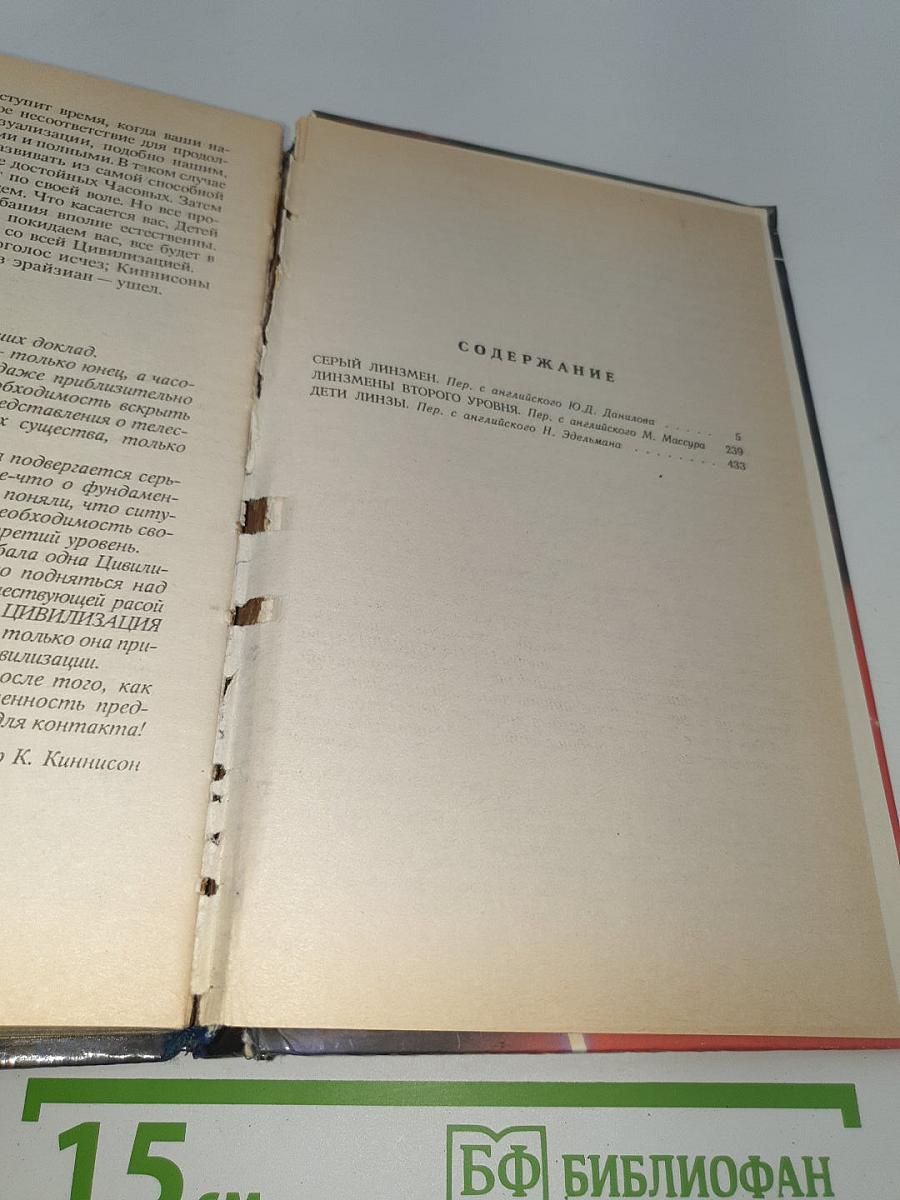 ступит время, когда ваши на-
ое несоответствие для продол-
зуализации, подобно нашим,
ми и полными. В таком случае
азвивать из самой способной
е достойных Часовых. Затем
по своей воле. Но все про-
ем. Что касается вас, Детей
бания вполне естественны.
покидаем вас, все будет в
со всей Цивилизацией.
оголос исчез; Киннисоны
в эрайзиан — ушел.
их доклад.
— только юнец, а часо-
даже приблизительно
обходимость вскрыть
редставления о телес-
х существа, только
подвергается серь-
е-что о фундамен-
поняли, что ситу-
еобходимость сво-
ретий уровень.
бала одна Цивили-
о подняться над
ествующей расой
ЦИВИЛИЗАЦИЯ
только она при-
вилизации.
осле того, как
енность пред-
для контакта!
р К. Киннисон
СОДЕРЖАНИЕ
СЕРЫЙ ЛИНЗМЕН. Пер. с английского Ю.Д. Данилова . . . . . 5
ЛИНЗМЕНЫ ВТОРОГО УРОВНЯ. Пер. с английского М. Массура 239
ДЕТИ ЛИНЗЫ. Пер. с английского Н. Эдельмана . . . . . . . . 433
15 см
БФ БИБЛИОФАН